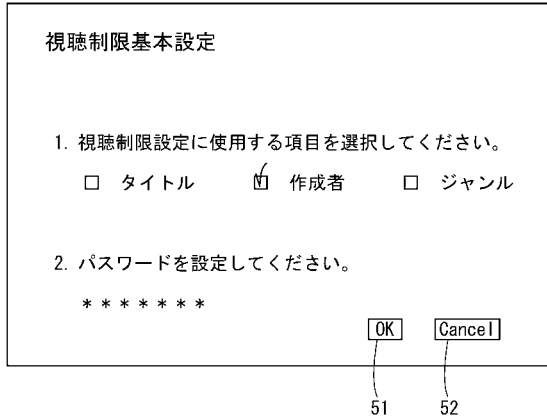 視聴制限基本設定
1. 視聴制限設定に使用する項目を選択してください。
□ タイトル ☑ 作成者 □ ジャンル
2. パスワードを設定してください。
*******
OK Cancel
51 52